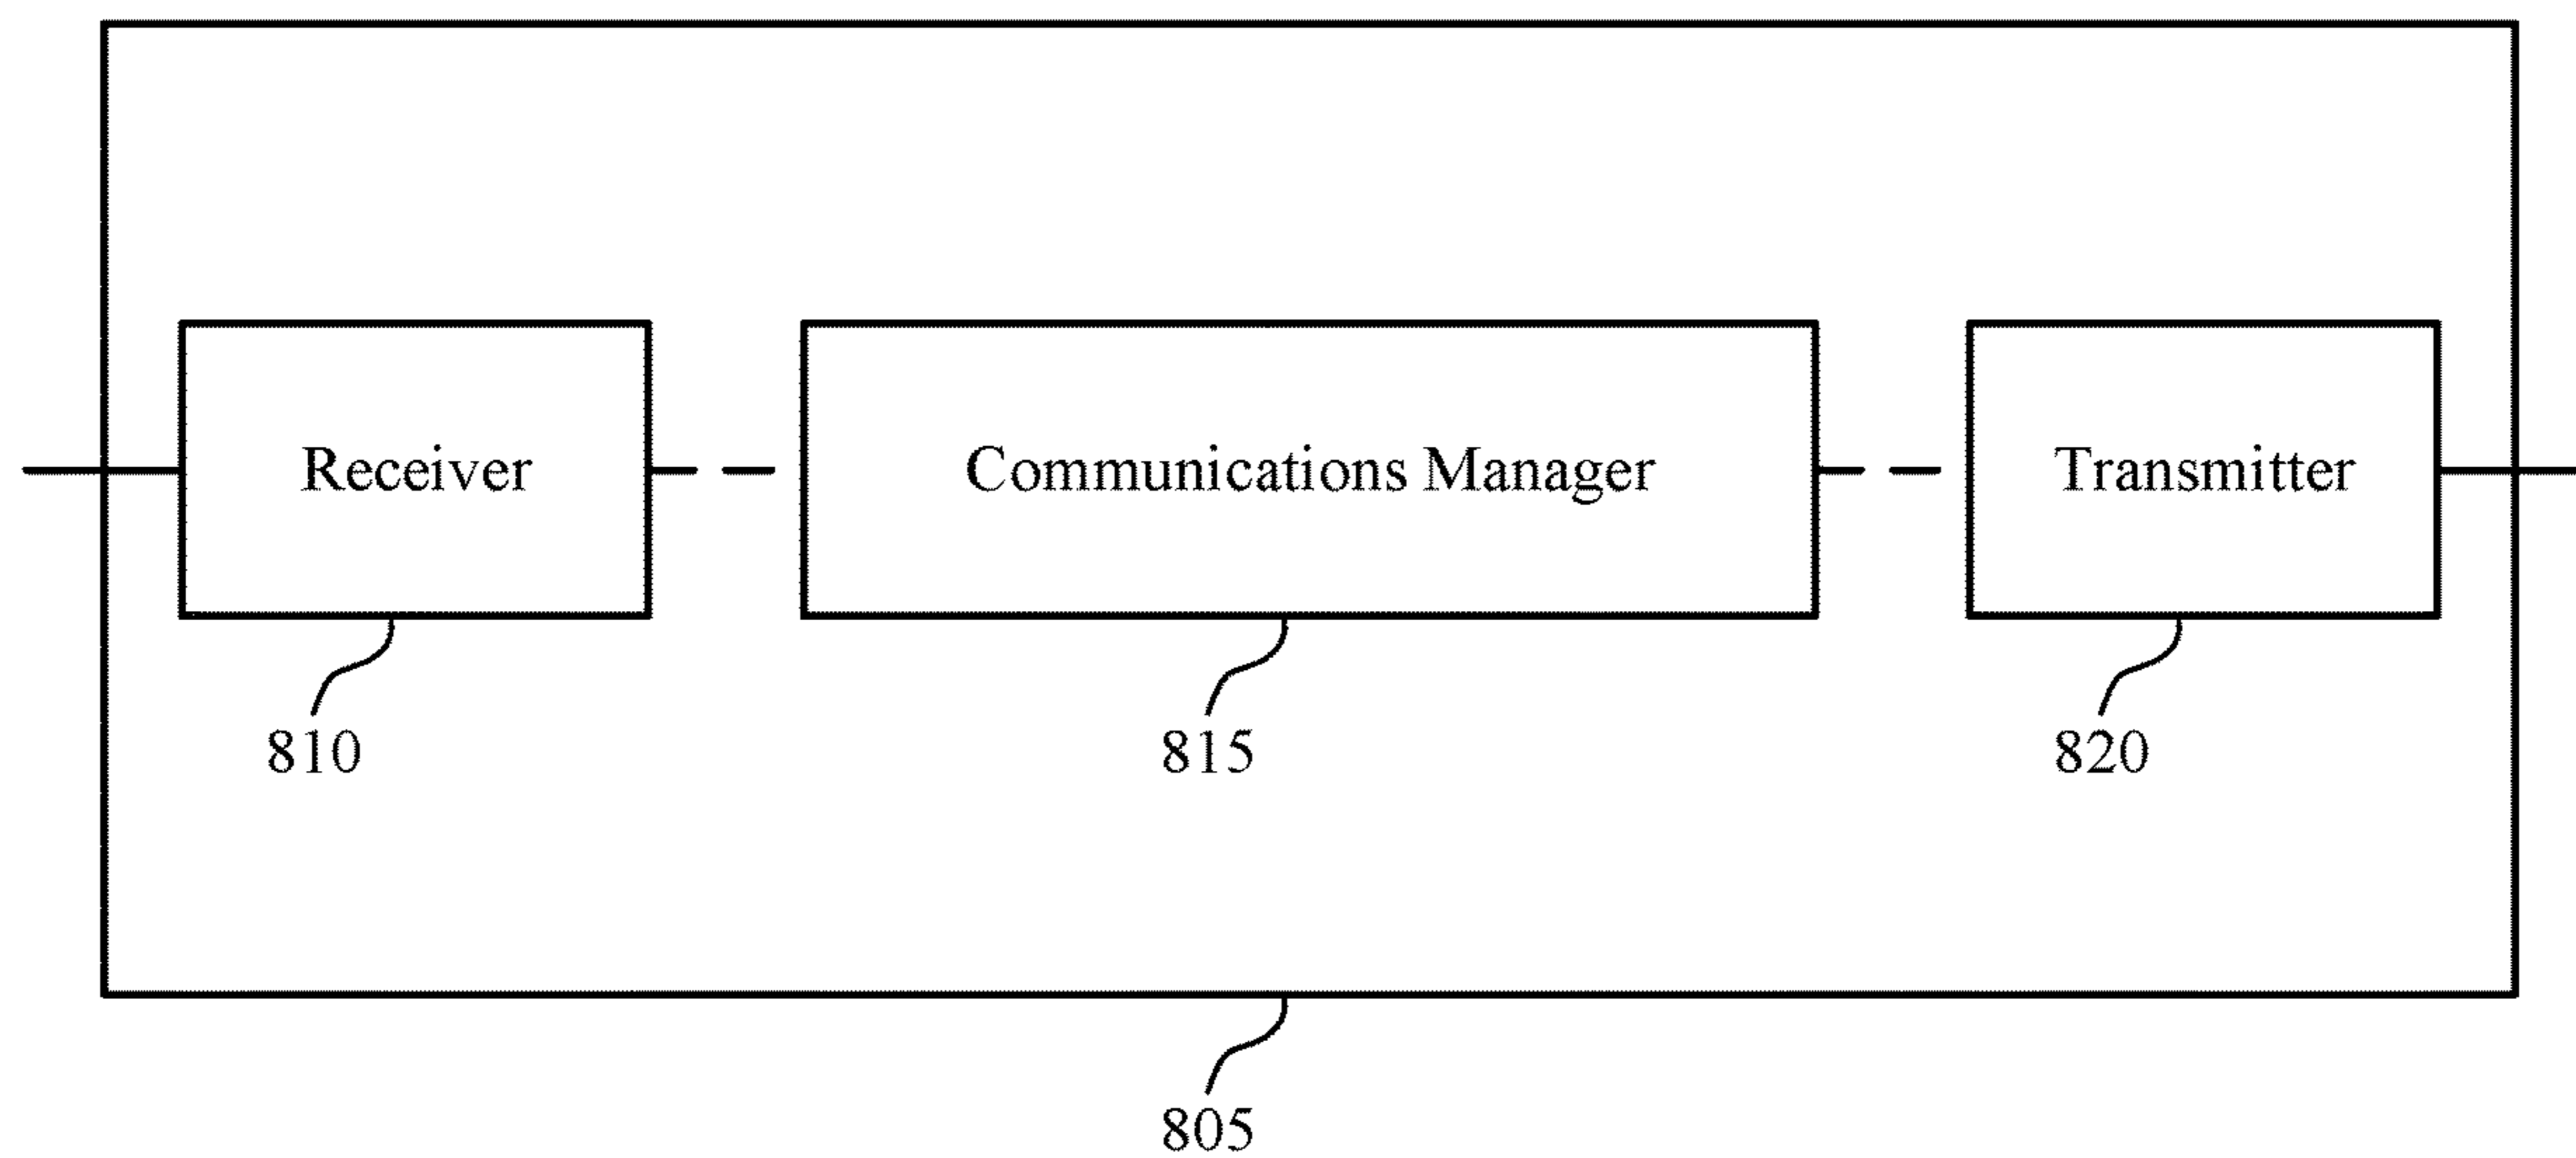 Receiver
Communications Manager
Transmitter
810
815
820
805